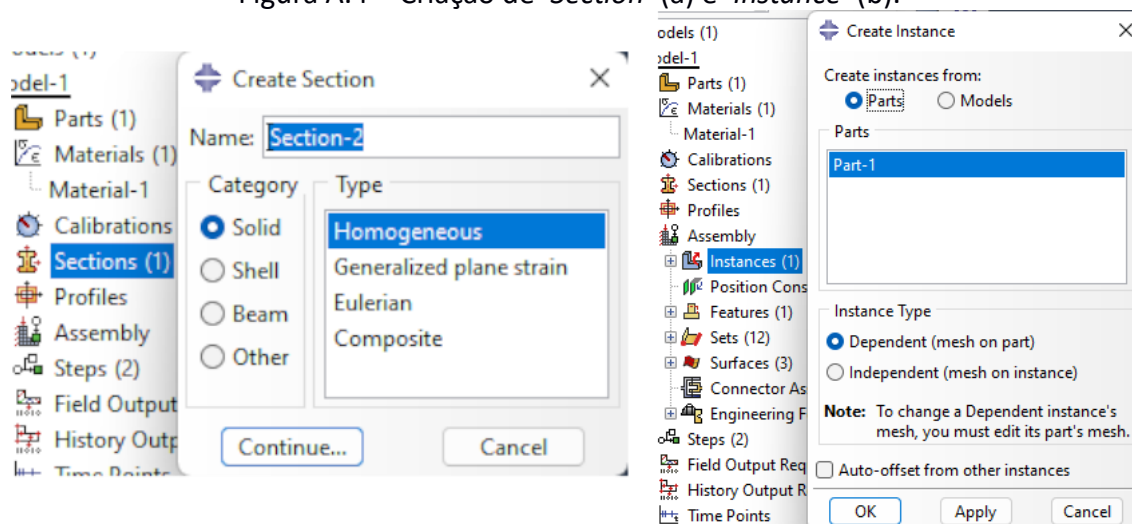 Figura A.4 – Criação de "Section" (a) e "Instance" (b).
odel-1
Parts (1)
Materials (1)
Material-1
Calibrations
Sections (1)
Profiles
Assembly
Steps (2)
Field Output
History Outp
Time Points
Create Section
Name: Section-2
Category
Solid
Shell
Beam
Other
Type
Homogeneous
Generalized plane strain
Eulerian
Composite
Continue...
Cancel
odels (1)
odel-1
Parts (1)
Materials (1)
Material-1
Calibrations
Sections (1)
Profiles
Assembly
Instances (1)
Position Cons
Features (1)
Sets (12)
Surfaces (3)
Connector As
Engineering F
Steps (2)
Field Output Req
History Output R
Time Points
Create Instance
Create instances from:
Parts Models
Parts
Part-1
Instance Type
Dependent (mesh on part)
Independent (mesh on instance)
Note: To change a Dependent instance's
mesh, you must edit its part's mesh.
Auto-offset from other instances
OK Apply Cancel